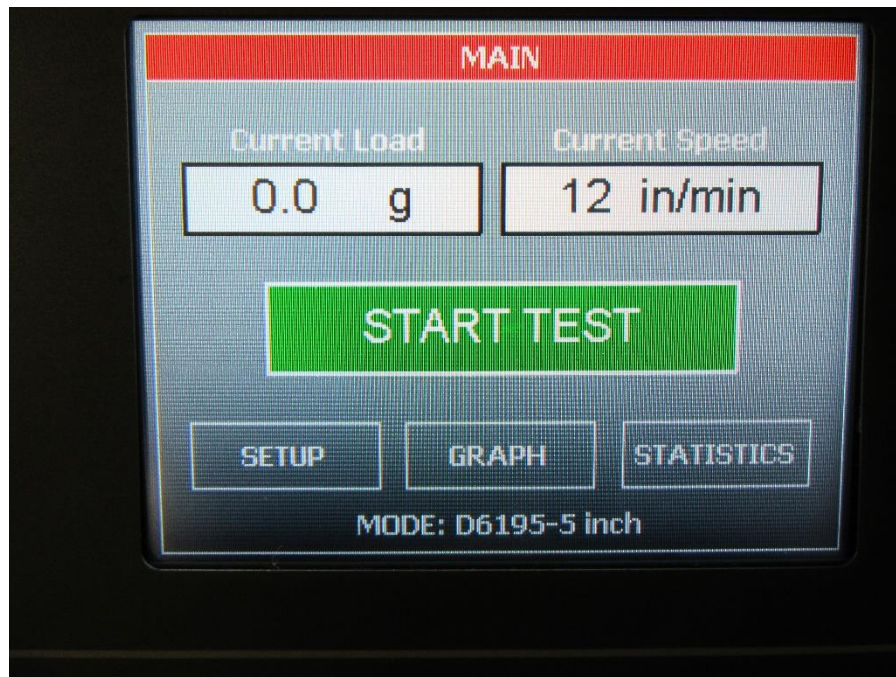 MAIN
Current Load Current Speed
0.0 g 12 in/min
START TEST
SETUP GRAPH STATISTICS
MODE: D6195-5 inch